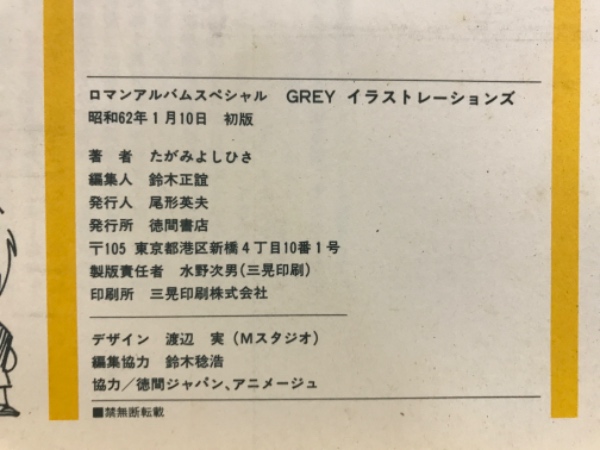 ロマンアルバムスペシャル　GREY イラストレーションズ
昭和62年1月10日　初版
著　者　たがみよしひさ
編集人　鈴木正誼
発行人　尾形英夫
発行所　徳間書店
〒105 東京都港区新橋4丁目10番1号
製版責任者　水野次男(三晃印刷)
印刷所　三晃印刷株式会社
デザイン　渡辺　実（Mスタジオ）
編集協力　鈴木稔浩
協力／徳間ジャパン、アニメージュ
■禁無断転載